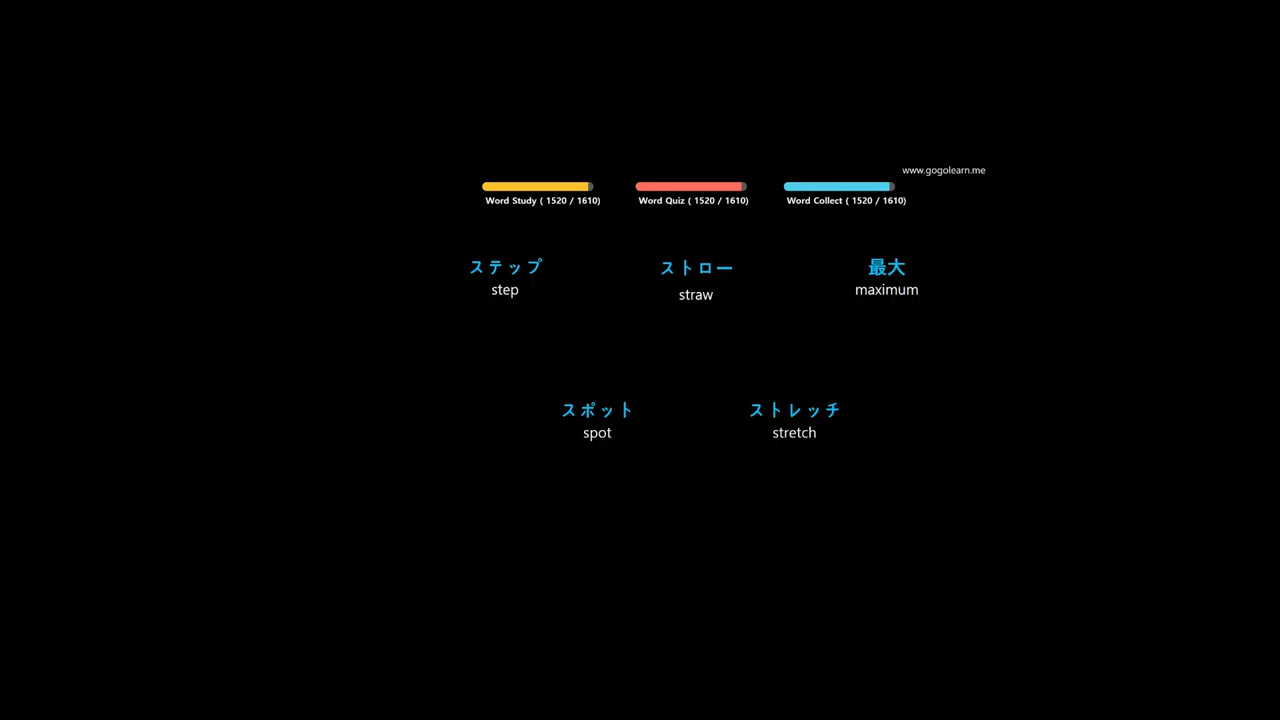 www.gogolearn.me
Word Study ( 1520 / 1610)
Word Quiz ( 1520 / 1610)
Word Collect ( 1520 / 1610)
ステップ
step
ストロー
straw
最大
maximum
スポット
spot
ストレッチ
stretch